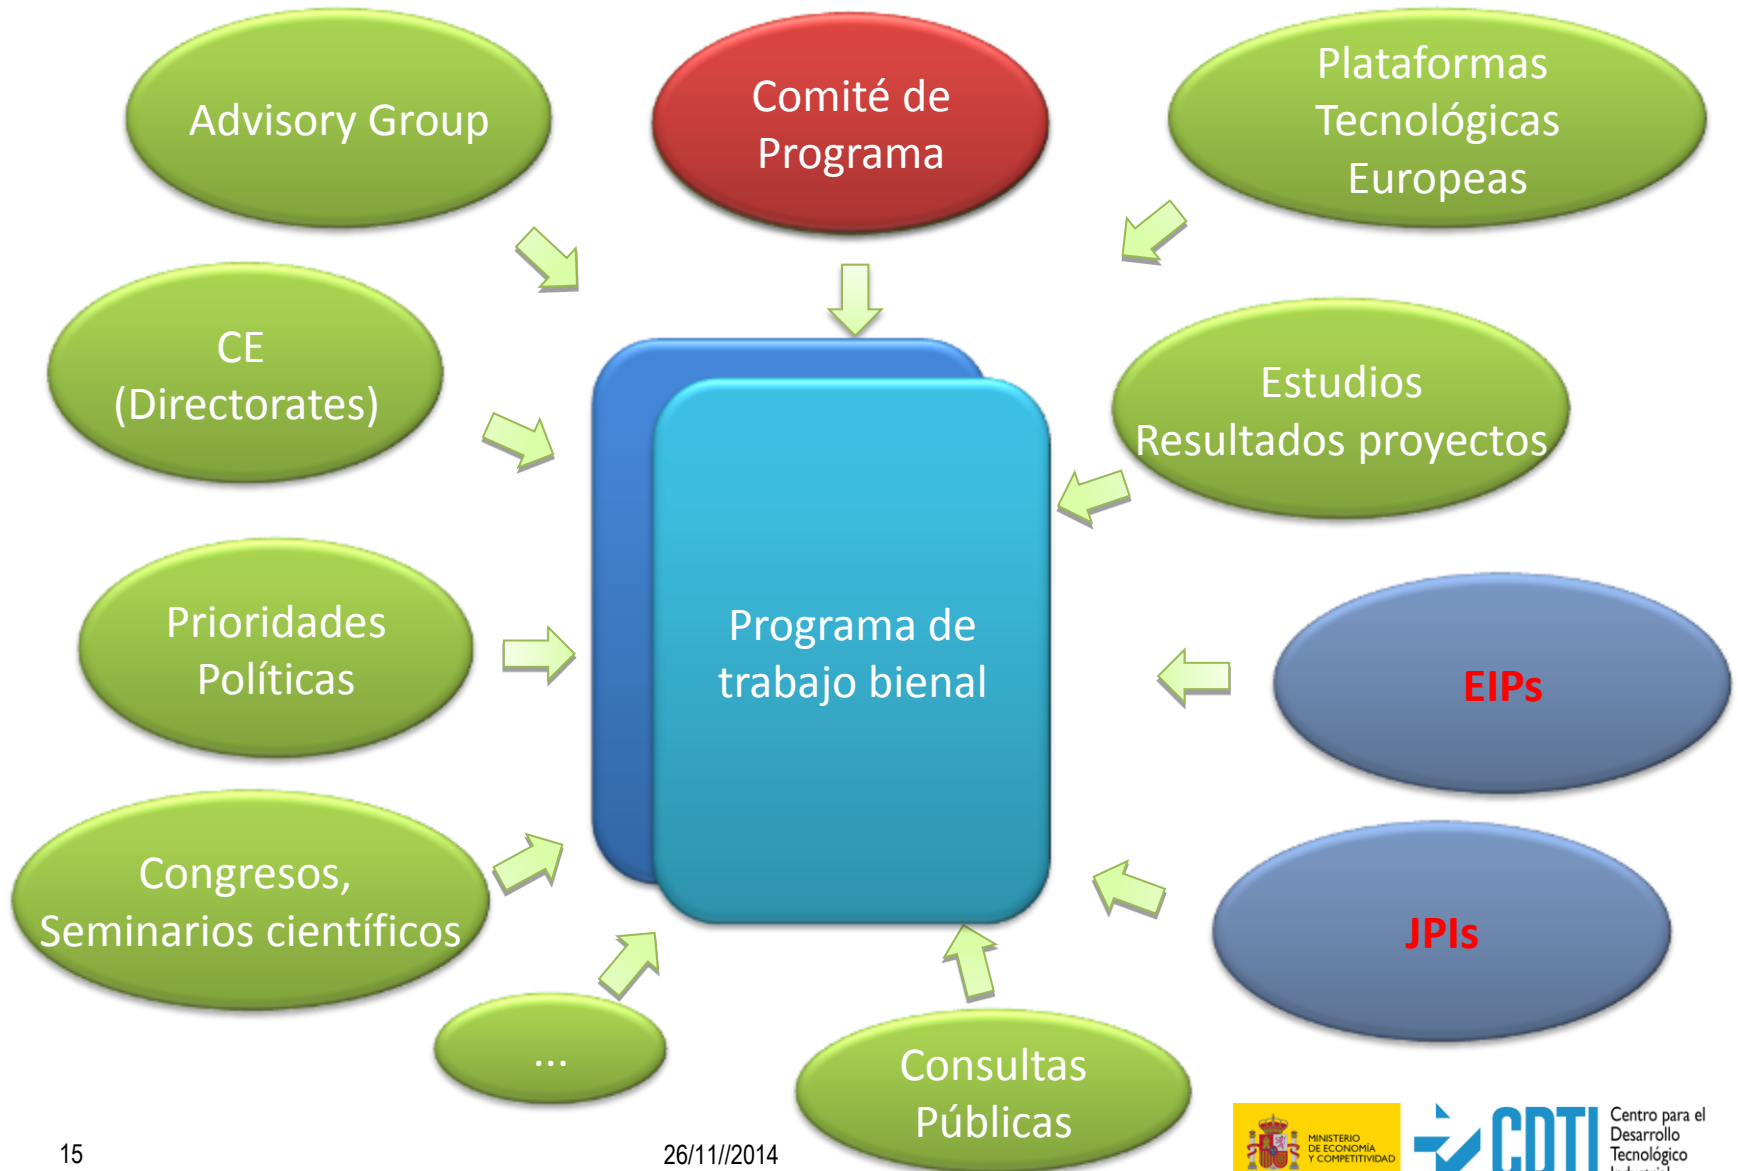 Advisory Group
Comité de
Programa
Plataformas
Tecnológicas
Europeas
CE
(Directorates)
Estudios
Resultados proyectos
Prioridades
Políticas
Programa de
trabajo bienal
EIPs
Congresos,
Seminarios científicos
JPIs
...
Consultas
Públicas
15
26/11//2014
MINISTERIO
DE ECONOMÍA
Y COMPETITIVIDAD
CDTI
Centro para el
Desarrollo
Tecnológico
Industrial